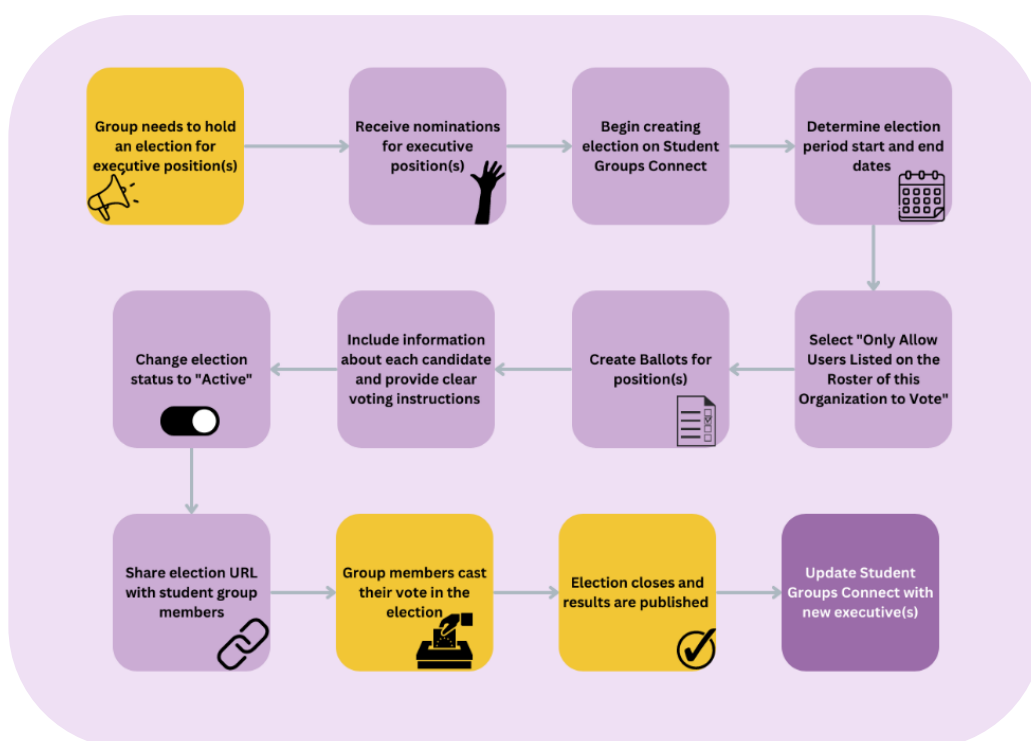 Group needs to hold
an election for
executive position(s)
Receive nominations
for executive
position(s)
Begin creating
election on Student
Groups Connect
Determine election
period start and end
dates
Select "Only Allow
Users Listed on the
Roster of this
Organization to Vote"
Create Ballots for
position(s)
Include information
about each candidate
and provide clear
voting instructions
Change election
status to "Active"
Share election URL
with student group
members
Group members cast
their vote in the
election
Election closes and
results are published
Update Student
Groups Connect with
new executive(s)